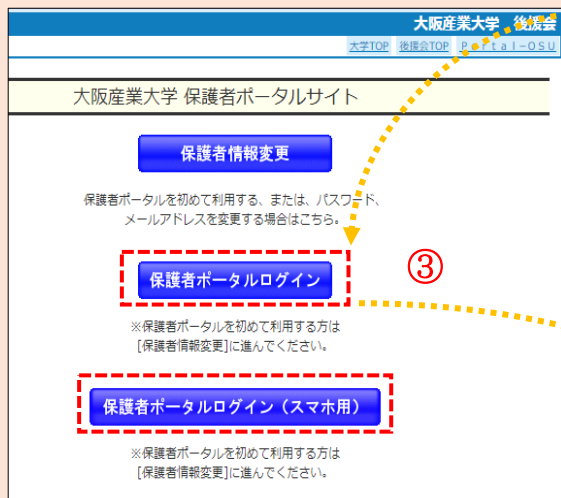 大阪産業大学 後援会
大学TOP 後援会TOP Portal-OSU
大阪産業大学 保護者ポータルサイト
保護者情報変更
保護者ポータルを初めて利用する、または、パスワード、
メールアドレスを変更する場合はこちら。
保護者ポータルログイン
③
※保護者ポータルを初めて利用する方は
[保護者情報変更]に進んでください。
保護者ポータルログイン（スマホ用）
※保護者ポータルを初めて利用する方は
[保護者情報変更]に進んでください。